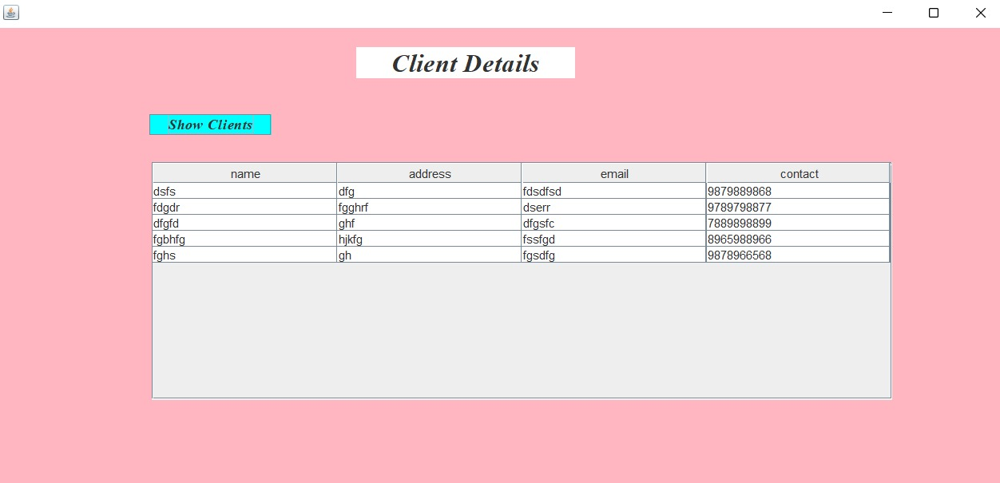 Client Details
Show Clients
name address email contact
dsfs dfg fdsdfsd 9879889868
fdgdr fgghrf dserr 9789798877
dfgfd ghf dfgsfc 7889898899
fgbhfg hjkfg fssfgd 8965988966
fghs gh fgsdfg 9878966568